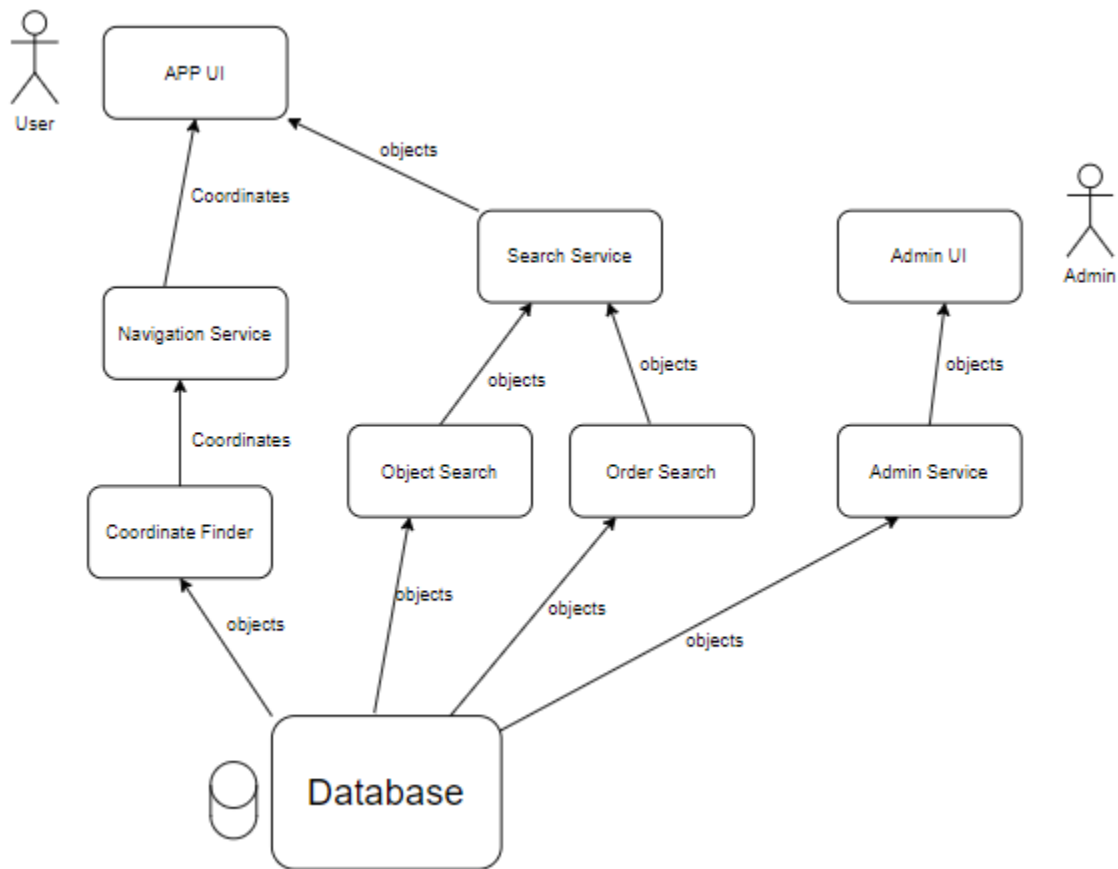 APP UI
User
objects
Coordinates
Search Service
Admin UI
Admin
Navigation Service
objects
objects
objects
Coordinates
Object Search
Order Search
Admin Service
Coordinate Finder
objects
objects
objects
objects
Database